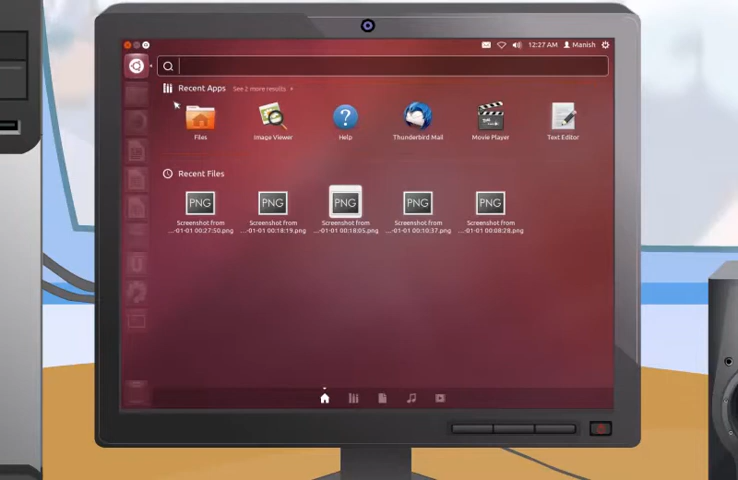 12:27 AM Manish
Recent Apps See 2 more results
Files Image Viewer Help Thunderbird Mail Movie Player Text Editor
Recent Files
PNG PNG PNG PNG PNG
Screenshot from Screenshot from Screenshot from Screenshot from Screenshot from
...-01-01 00:27:50.png ...-01-01 00:18:19.png ...-01-01 00:18:05.png ...-01-01 00:10:37.png ...-01-01 00:08:28.png